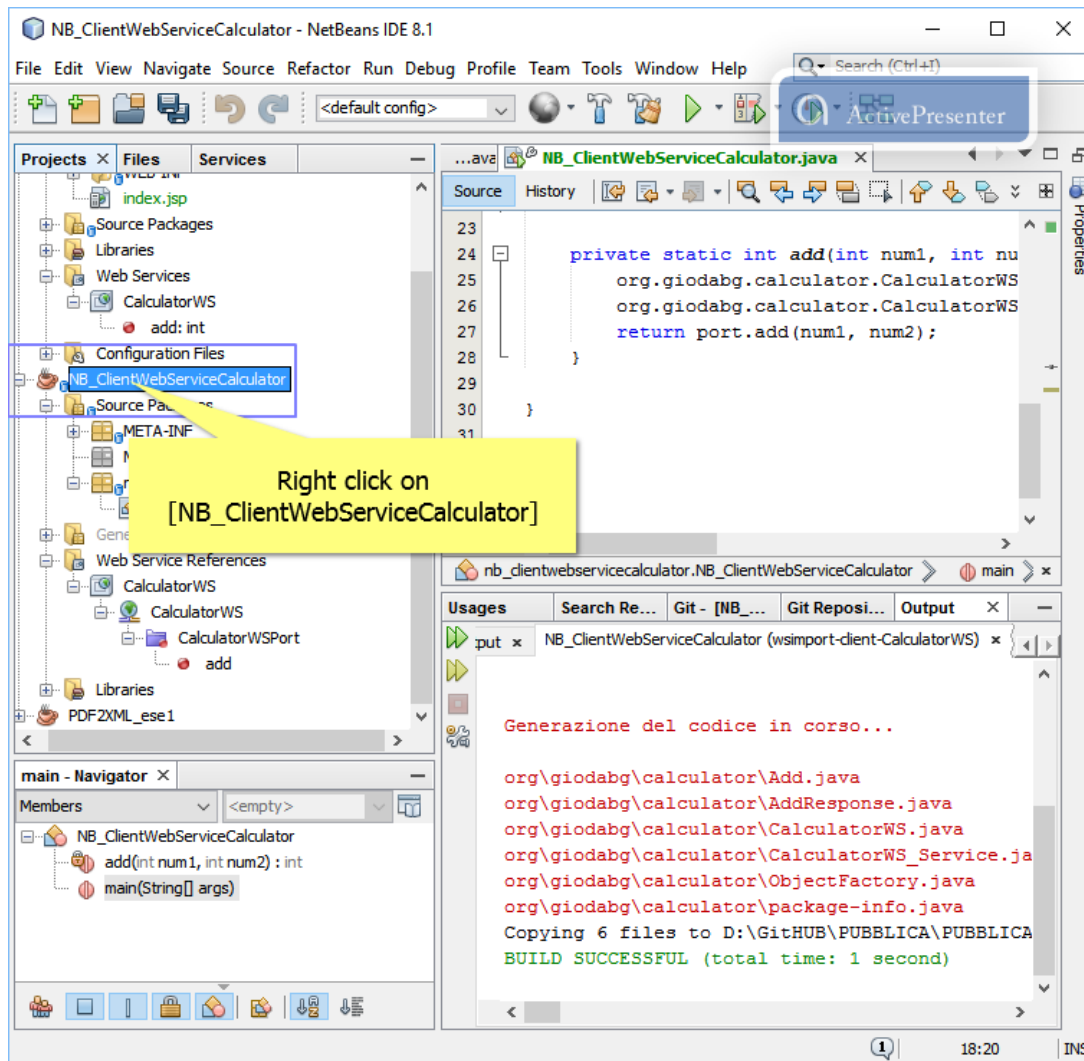 NB_ClientWebServiceCalculator - NetBeans IDE 8.1
File Edit View Navigate Source Refactor Run Debug Profile Team Tools Window Help
Search (Ctrl+I)
<default config>
ActivePresenter
Projects Files Services
WEB-INF
index.jsp
Source Packages
Libraries
Web Services
CalculatorWS
add: int
Configuration Files
NB_ClientWebServiceCalculator
Source
META-INF
Right click on
[NB_ClientWebServiceCalculator]
Web Service References
CalculatorWS
CalculatorWS
CalculatorWSPort
add
Libraries
PDF2XML_ese1
...ava NB_ClientWebServiceCalculator.java
Source History
Properties
23
24 private static int add(int num1, int nu
25 org.giodabg.calculator.CalculatorWS
26 org.giodabg.calculator.CalculatorWS
27 return port.add(num1, num2);
28 }
29
30 }
31
nb_clientwebservicecalculator.NB_ClientWebServiceCalculator main
Usages Search Re... Git - [NB_... Git Reposi... Output
put NB_ClientWebServiceCalculator (wsimport-client-CalculatorWS)
Generazione del codice in corso...
org\giodabg\calculator\Add.java
org\giodabg\calculator\AddResponse.java
org\giodabg\calculator\CalculatorWS.java
org\giodabg\calculator\CalculatorWS_Service.ja
org\giodabg\calculator\ObjectFactory.java
org\giodabg\calculator\package-info.java
Copying 6 files to D:\GitHUB\PUBBLICA\PUBBLICA
BUILD SUCCESSFUL (total time: 1 second)
main - Navigator
Members <empty>
NB_ClientWebServiceCalculator
add(int num1, int num2) : int
main(String[] args)
1 18:20 INS